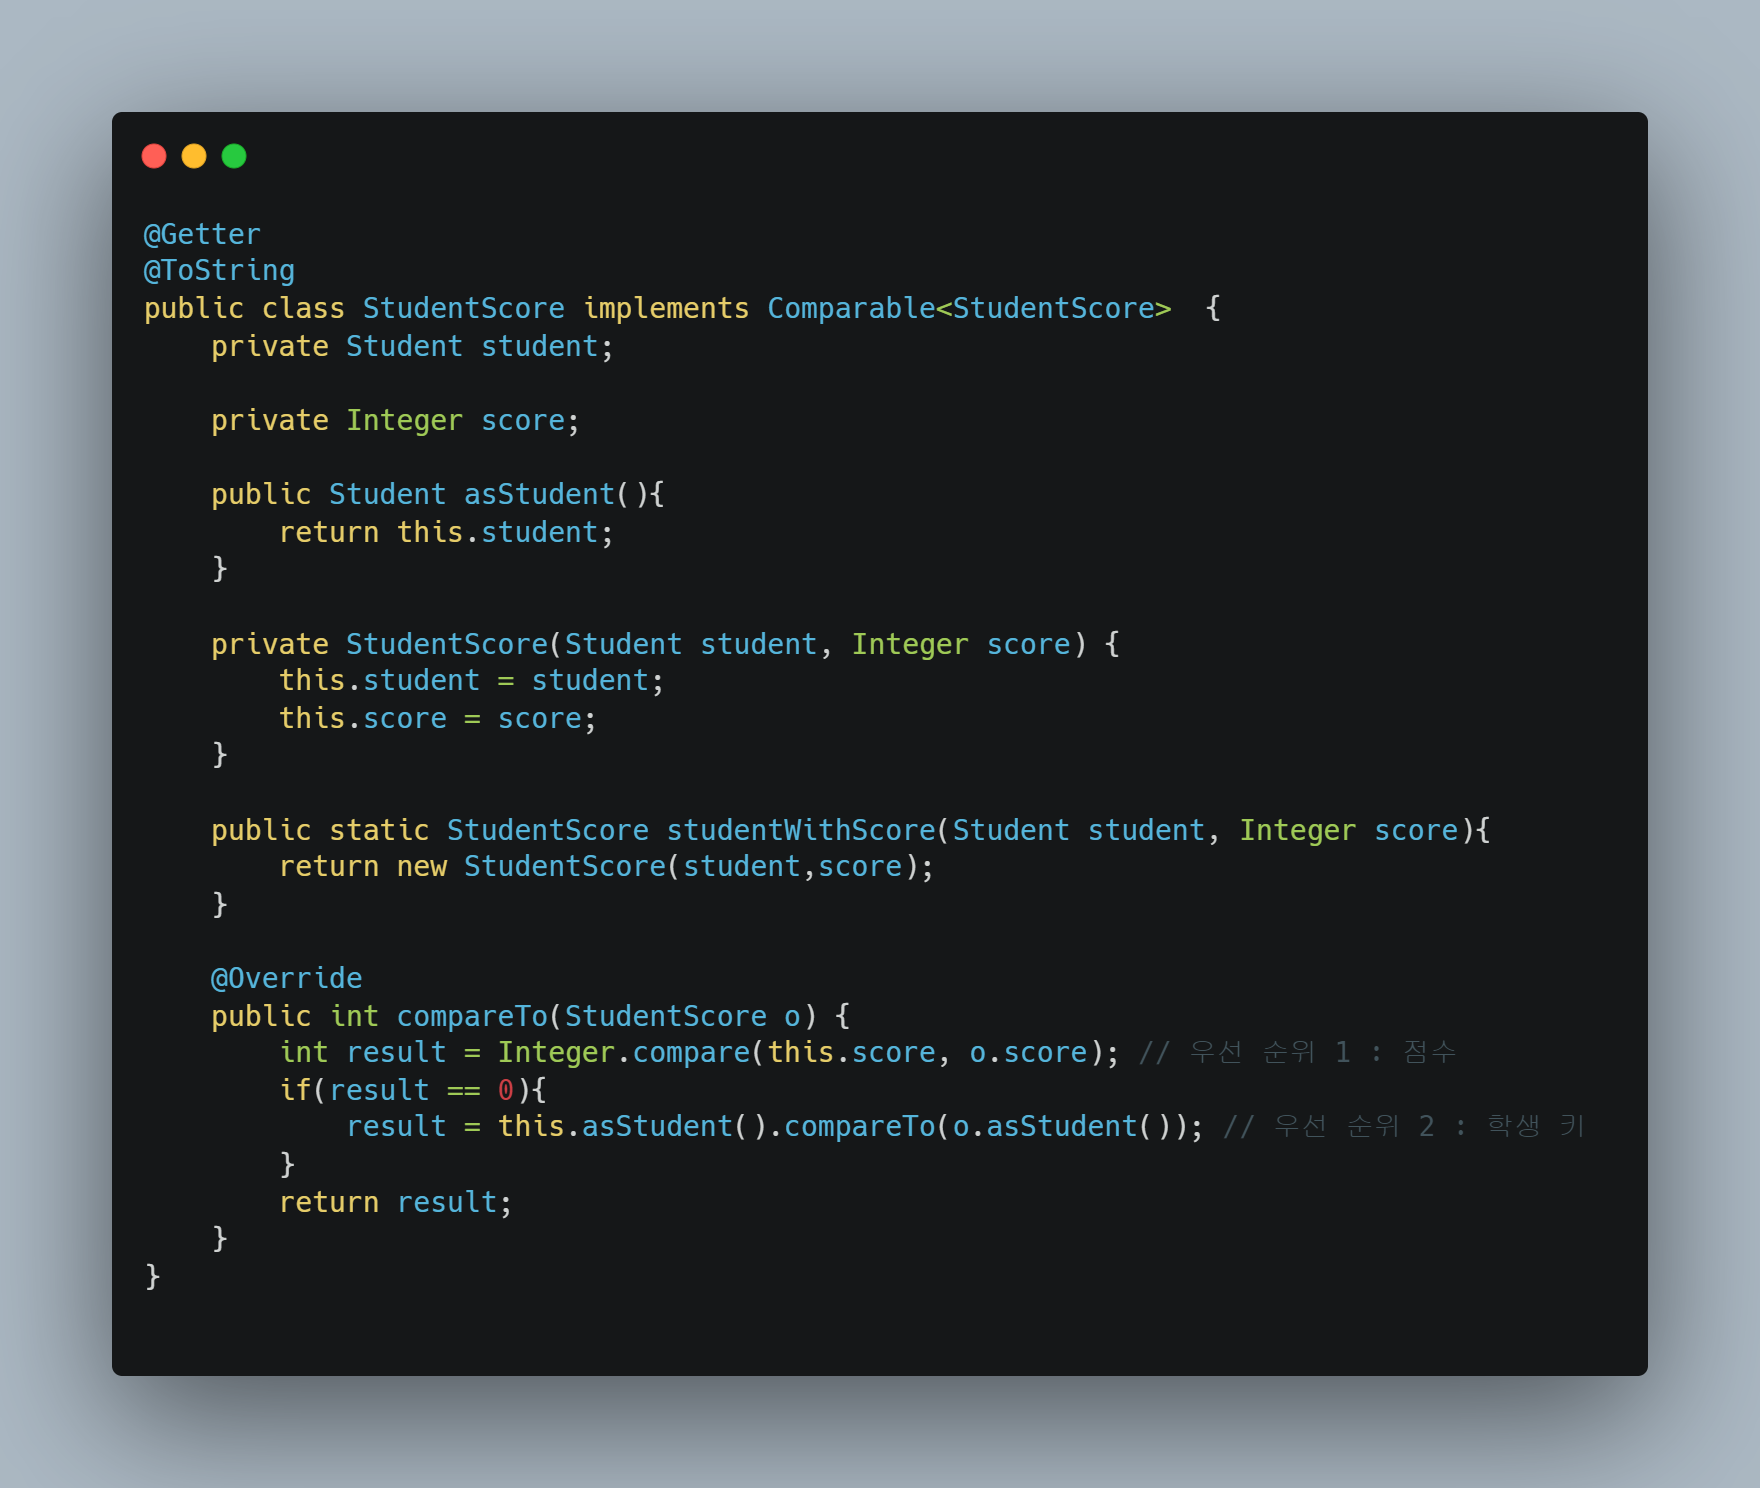 @Getter
@ToString
public class StudentScore implements Comparable<StudentScore>  {
    private Student student;

    private Integer score;

    public Student asStudent(){
        return this.student;
    }

    private StudentScore(Student student, Integer score) {
        this.student = student;
        this.score = score;
    }

    public static StudentScore studentWithScore(Student student, Integer score){
        return new StudentScore(student,score);
    }

    @Override
    public int compareTo(StudentScore o) {
        int result = Integer.compare(this.score, o.score); // 우선 순위 1 : 점수
        if(result == 0){
            result = this.asStudent().compareTo(o.asStudent()); // 우선 순위 2 : 학생 키
        }
        return result;
    }
}